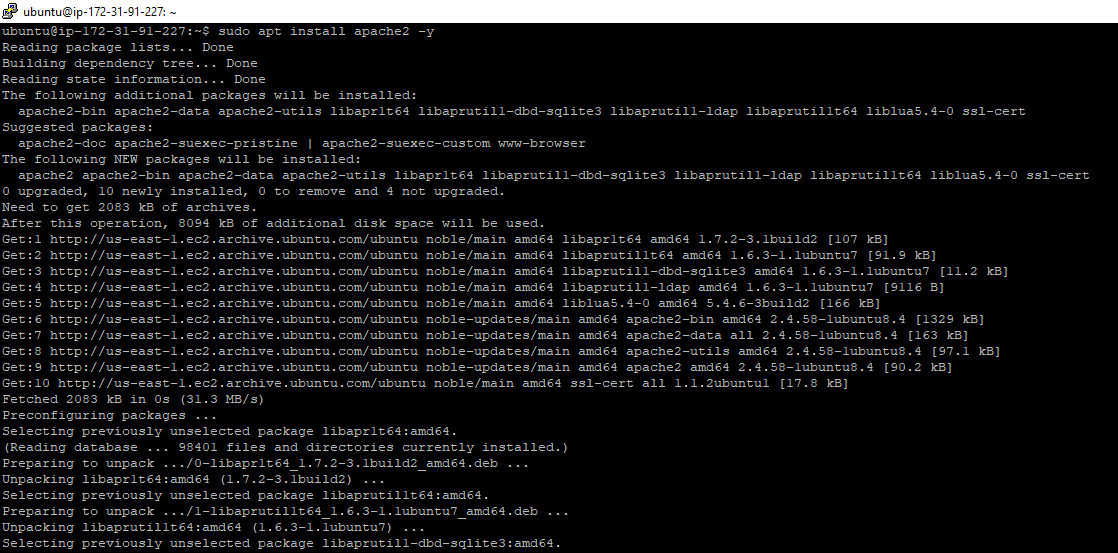 ubuntu@ip-172-31-91-227: ~
ubuntu@ip-172-31-91-227:~$ sudo apt install apache2 -y
Reading package lists... Done
Building dependency tree... Done
Reading state information... Done
The following additional packages will be installed:
  apache2-bin apache2-data apache2-utils libapr1t64 libaprutil1-dbd-sqlite3 libaprutil1-ldap libaprutil1t64 liblua5.4-0 ssl-cert
Suggested packages:
  apache2-doc apache2-suexec-pristine | apache2-suexec-custom www-browser
The following NEW packages will be installed:
  apache2 apache2-bin apache2-data apache2-utils libapr1t64 libaprutil1-dbd-sqlite3 libaprutil1-ldap libaprutil1t64 liblua5.4-0 ssl-cert
0 upgraded, 10 newly installed, 0 to remove and 4 not upgraded.
Need to get 2083 kB of archives.
After this operation, 8094 kB of additional disk space will be used.
Get:1 http://us-east-1.ec2.archive.ubuntu.com/ubuntu noble/main amd64 libapr1t64 amd64 1.7.2-3.1build2 [107 kB]
Get:2 http://us-east-1.ec2.archive.ubuntu.com/ubuntu noble/main amd64 libaprutil1t64 amd64 1.6.3-1.1ubuntu7 [91.9 kB]
Get:3 http://us-east-1.ec2.archive.ubuntu.com/ubuntu noble/main amd64 libaprutil1-dbd-sqlite3 amd64 1.6.3-1.1ubuntu7 [11.2 kB]
Get:4 http://us-east-1.ec2.archive.ubuntu.com/ubuntu noble/main amd64 libaprutil1-ldap amd64 1.6.3-1.1ubuntu7 [9116 B]
Get:5 http://us-east-1.ec2.archive.ubuntu.com/ubuntu noble/main amd64 liblua5.4-0 amd64 5.4.6-3build2 [166 kB]
Get:6 http://us-east-1.ec2.archive.ubuntu.com/ubuntu noble-updates/main amd64 apache2-bin amd64 2.4.58-1ubuntu8.4 [1329 kB]
Get:7 http://us-east-1.ec2.archive.ubuntu.com/ubuntu noble-updates/main amd64 apache2-data all 2.4.58-1ubuntu8.4 [163 kB]
Get:8 http://us-east-1.ec2.archive.ubuntu.com/ubuntu noble-updates/main amd64 apache2-utils amd64 2.4.58-1ubuntu8.4 [97.1 kB]
Get:9 http://us-east-1.ec2.archive.ubuntu.com/ubuntu noble-updates/main amd64 apache2 amd64 2.4.58-1ubuntu8.4 [90.2 kB]
Get:10 http://us-east-1.ec2.archive.ubuntu.com/ubuntu noble/main amd64 ssl-cert all 1.1.2ubuntu1 [17.8 kB]
Fetched 2083 kB in 0s (31.3 MB/s)
Preconfiguring packages ...
Selecting previously unselected package libapr1t64:amd64.
(Reading database ... 98401 files and directories currently installed.)
Preparing to unpack .../0-libapr1t64_1.7.2-3.1build2_amd64.deb ...
Unpacking libapr1t64:amd64 (1.7.2-3.1build2) ...
Selecting previously unselected package libaprutil1t64:amd64.
Preparing to unpack .../1-libaprutil1t64_1.6.3-1.1ubuntu7_amd64.deb ...
Unpacking libaprutil1t64:amd64 (1.6.3-1.1ubuntu7) ...
Selecting previously unselected package libaprutil1-dbd-sqlite3:amd64.